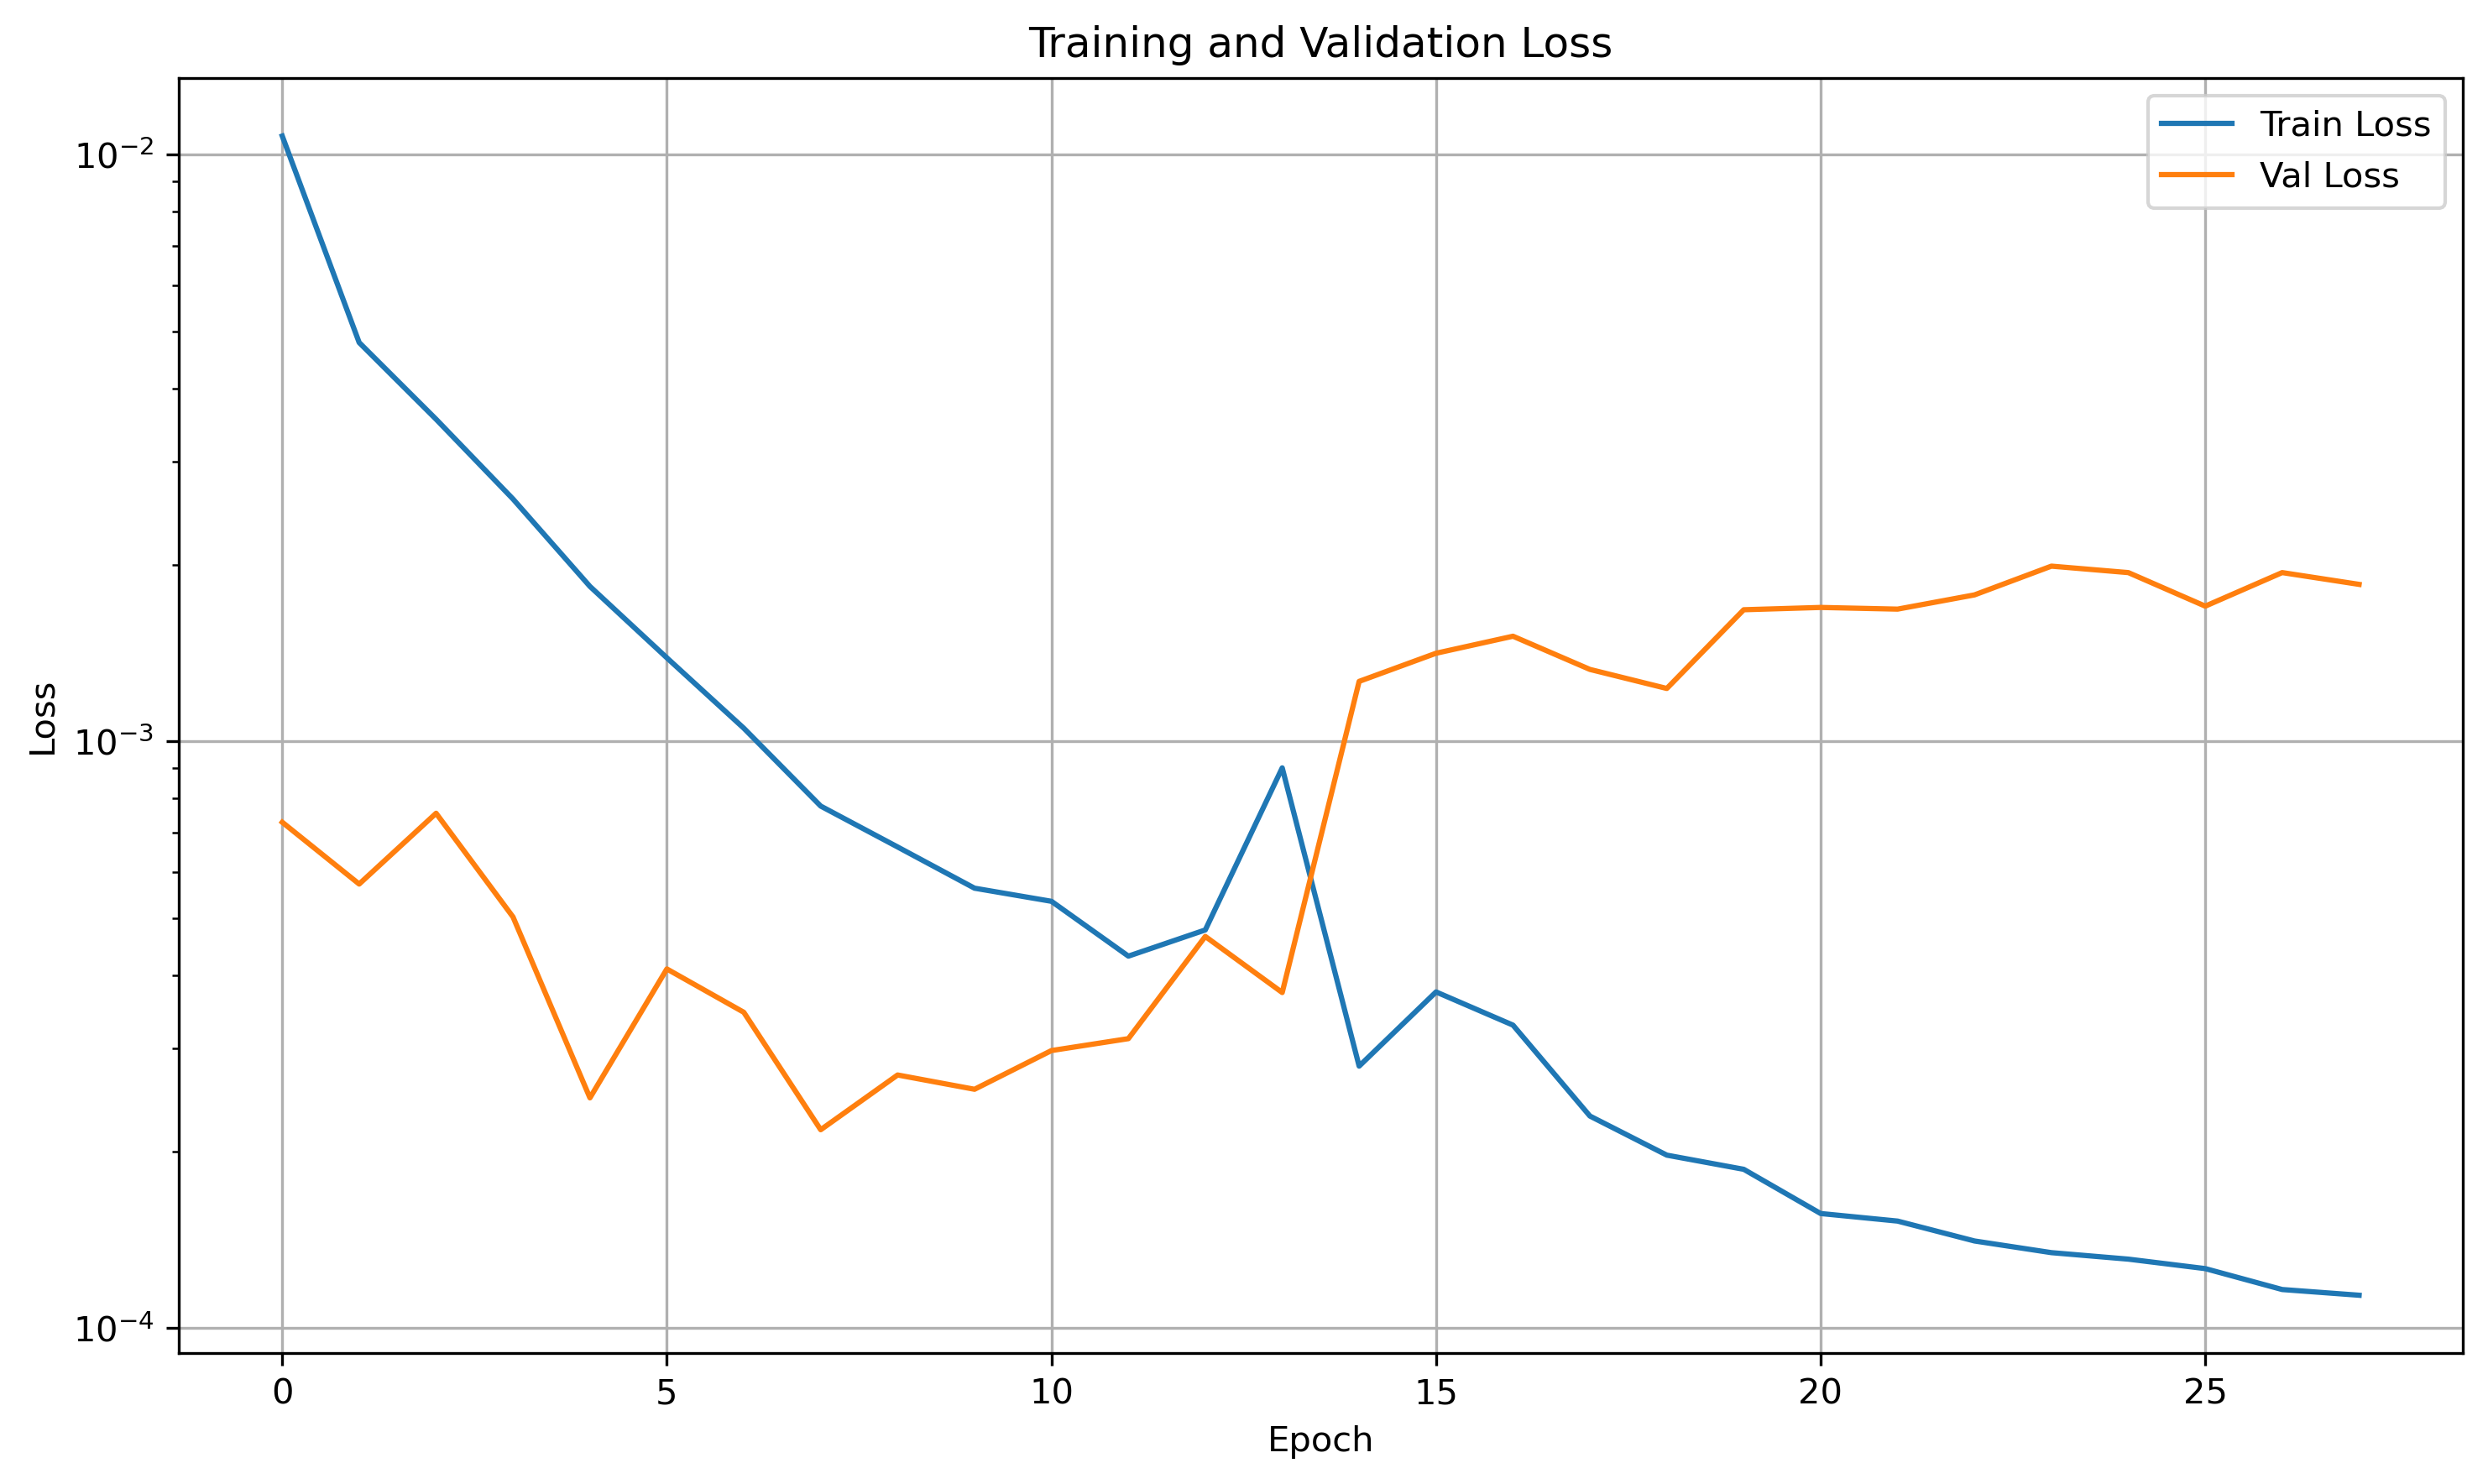 Training and Validation Loss
Train Loss
Val Loss
10⁻²
10⁻³
10⁻⁴
Loss
0 5 10 15 20 25
Epoch